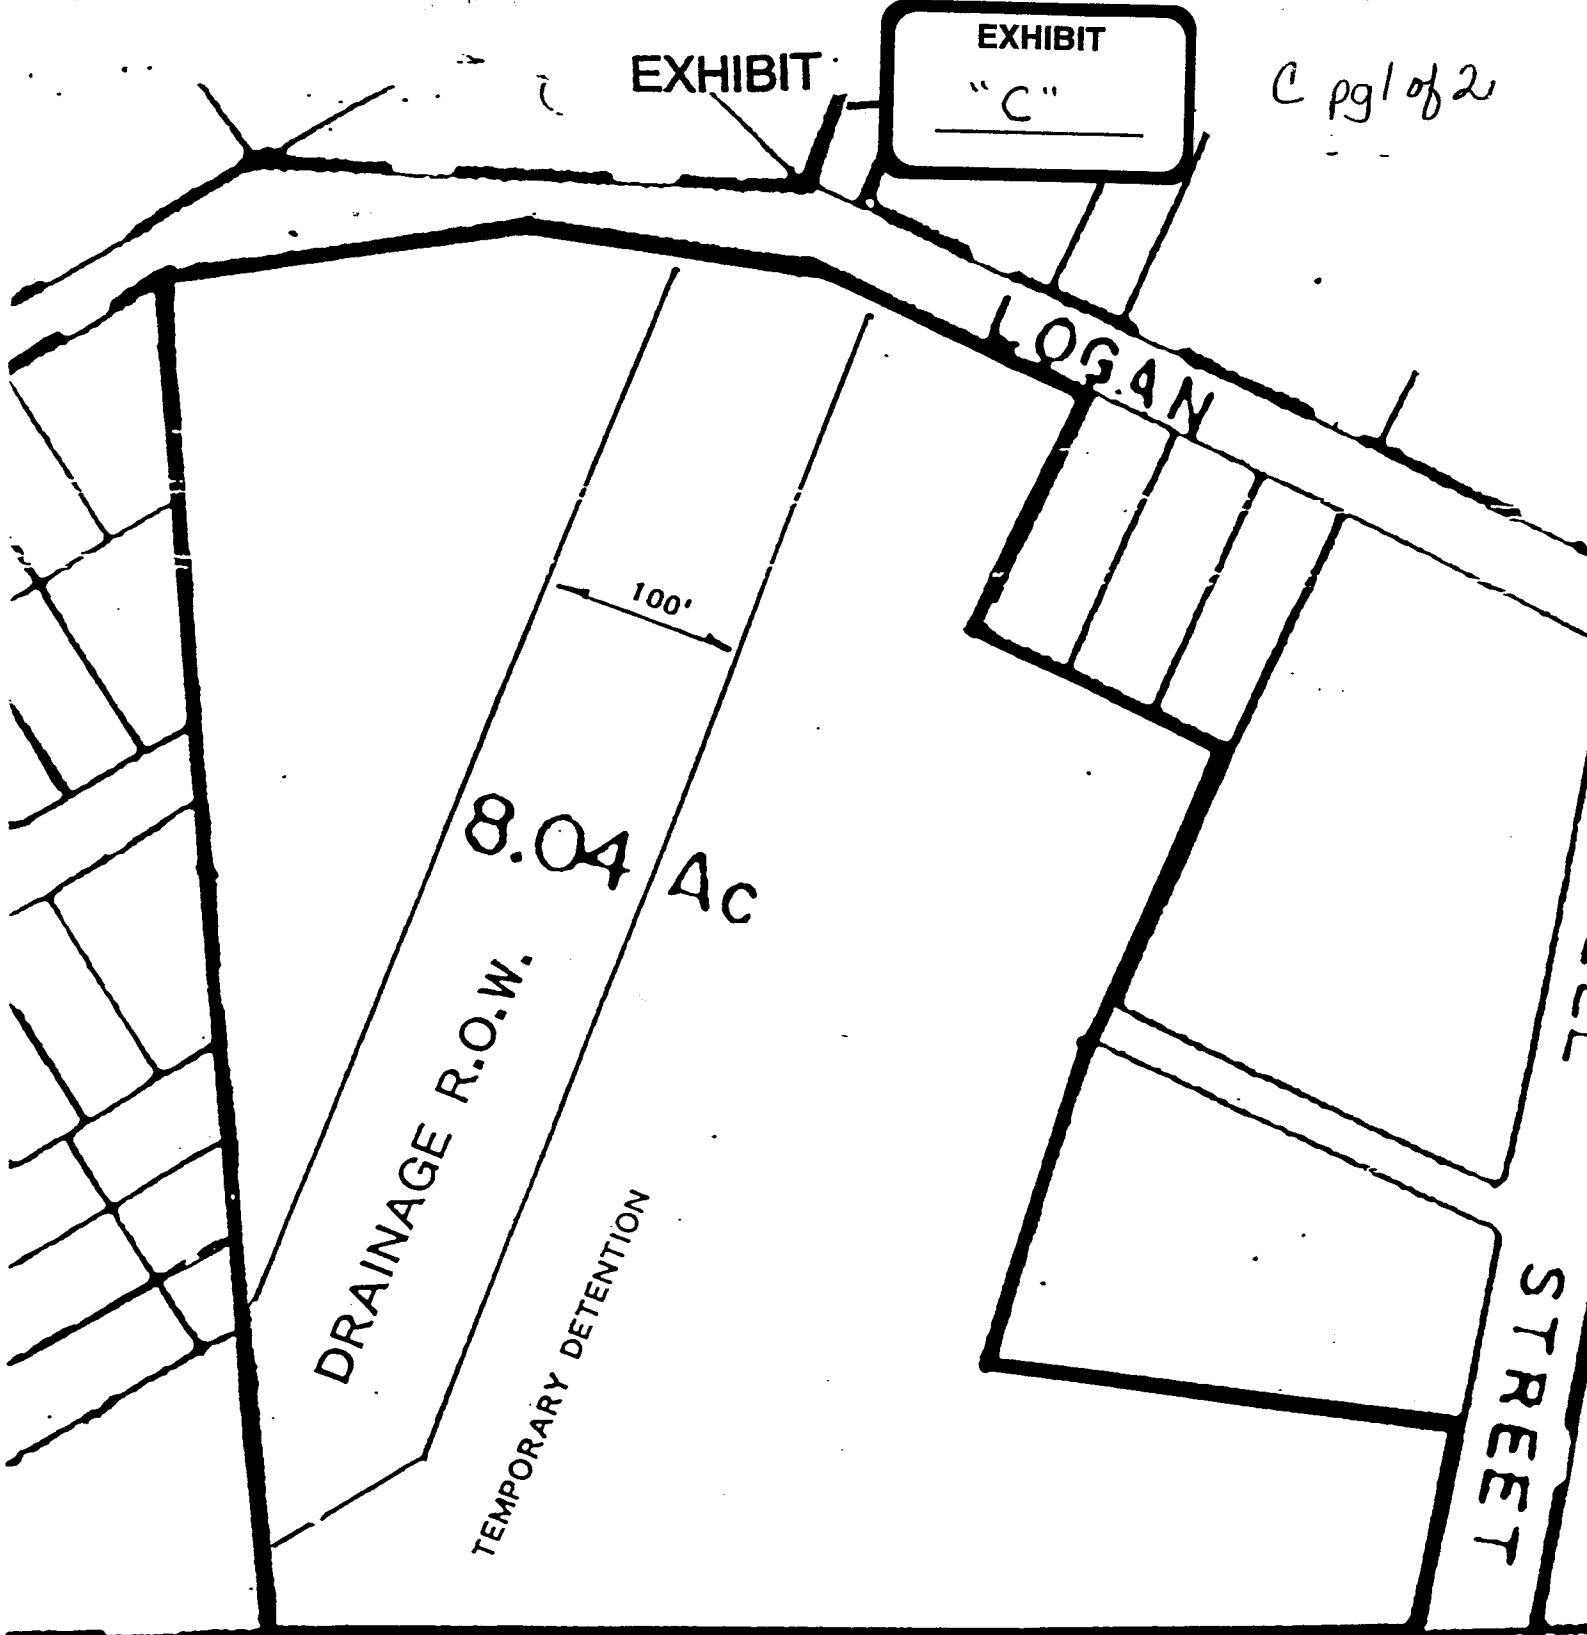 EXHIBIT
EXHIBIT
"C"
C pg 1 of 2
LOGAN
100'
8.04 Ac
DRAINAGE R.O.W.
TEMPORARY DETENTION
STREET